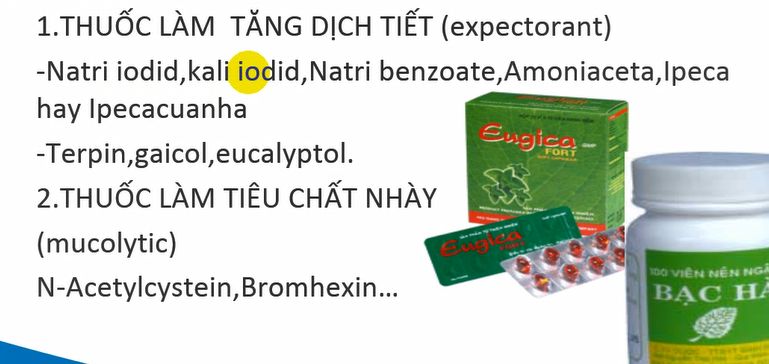 1.THUỐC LÀM TĂNG DỊCH TIẾT (expectorant)
-Natri iodid,kali iodid,Natri benzoate,Amoniaceta,Ipeca
hay Ipecacuanha
-Terpin,gaicol,eucalyptol.
2.THUỐC LÀM TIÊU CHẤT NHÀY
(mucolytic)
N-Acetylcystein,Bromhexin...
Eugica
FORT
Eugica
FORT
100 VIÊN NÉN NGẬ
BẠC HÀ